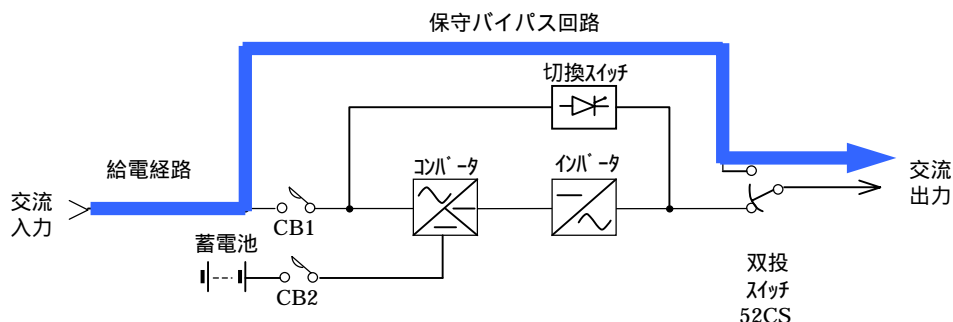 保守バイパス回路
切換スイッチ
給電経路
コンバータ
インバータ
交流
入力
CB1
交流
出力
蓄電池
CB2
双投
スイッチ
52CS